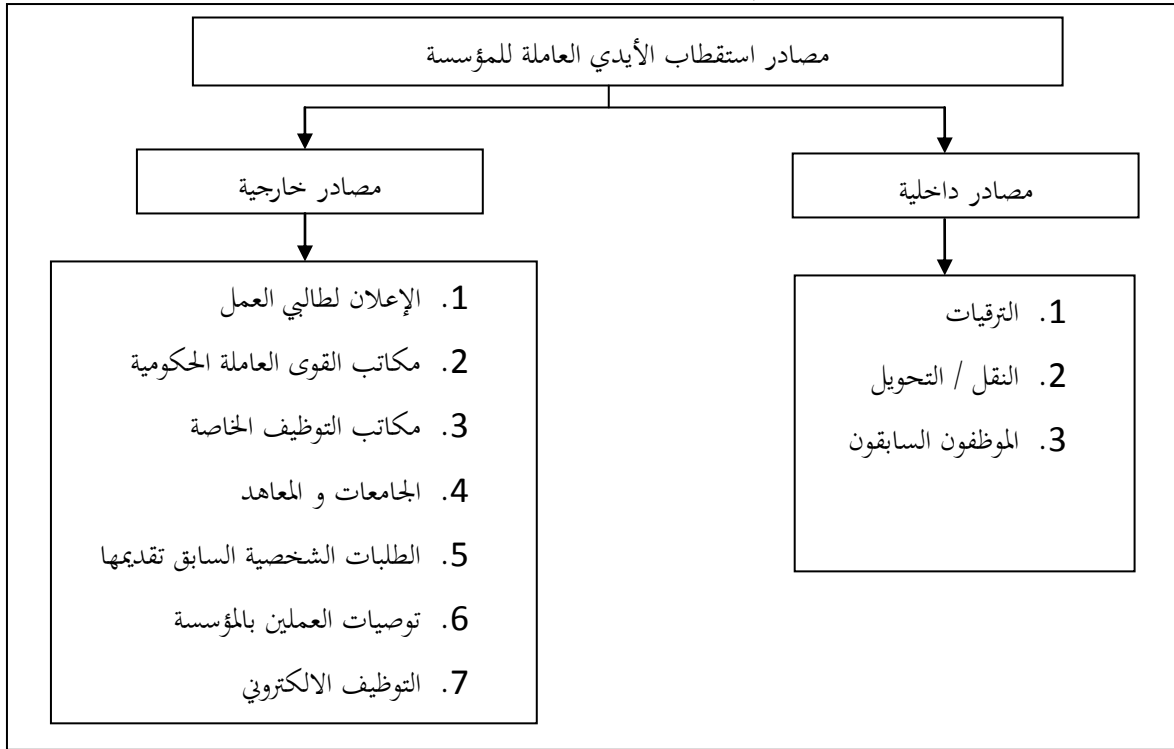 مصادر استقطاب الأيدي العاملة للمؤسسة
مصادر داخلية
1. الترقيات
2. النقل / التحويل
3. الموظفون السابقون
مصادر خارجية
1. الإعلان لطالبي العمل
2. مكاتب القوى العاملة الحكومية
3. مكاتب التوظيف الخاصة
4. الجامعات و المعاهد
5. الطلبات الشخصية السابق تقديمها
6. توصيات العملين بالمؤسسة
7. التوظيف الالكتروني